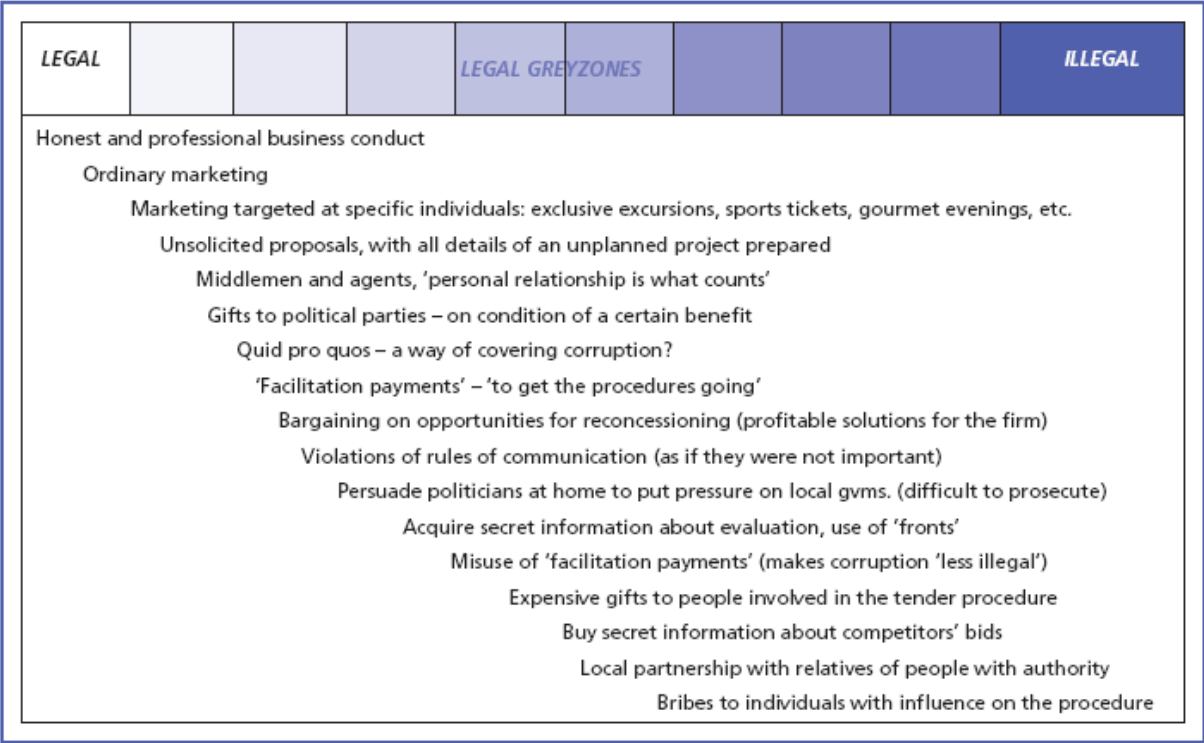 LEGAL
LEGAL GREYZONES
ILLEGAL
Honest and professional business conduct
Ordinary marketing
Marketing targeted at specific individuals: exclusive excursions, sports tickets, gourmet evenings, etc.
Unsolicited proposals, with all details of an unplanned project prepared
Middlemen and agents, ‘personal relationship is what counts’
Gifts to political parties – on condition of a certain benefit
Quid pro quos – a way of covering corruption?
‘Facilitation payments’ – ‘to get the procedures going’
Bargaining on opportunities for reconcessioning (profitable solutions for the firm)
Violations of rules of communication (as if they were not important)
Persuade politicians at home to put pressure on local gvms. (difficult to prosecute)
Acquire secret information about evaluation, use of ‘fronts’
Misuse of ‘facilitation payments’ (makes corruption ‘less illegal’)
Expensive gifts to people involved in the tender procedure
Buy secret information about competitors’ bids
Local partnership with relatives of people with authority
Bribes to individuals with influence on the procedure